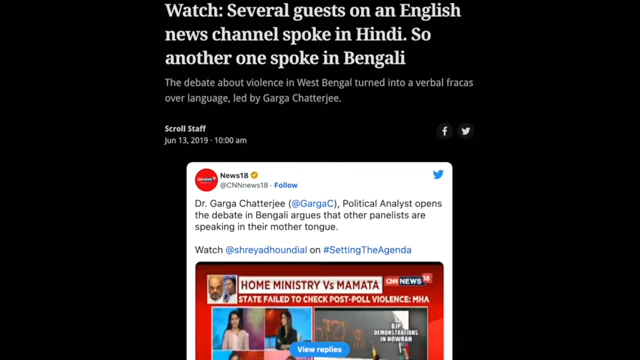 Watch: Several guests on an English
news channel spoke in Hindi. So
another one spoke in Bengali
The debate about violence in West Bengal turned into a verbal fracas
over language, led by Garga Chatterjee.
Scroll Staff
Jun 13, 2019 · 10:00 am
News18
@CNNnews18 · Follow
Dr. Garga Chatterjee (@GargaC), Political Analyst opens
the debate in Bengali argues that other panelists are
speaking in their mother tongue.
Watch @shreyadhoundial on #SettingTheAgenda
HOME MINISTRY Vs MAMATA
CNN NEWS18
STATE FAILED TO CHECK POST-POLL VIOLENCE: MHA
BJP
DEMONSTRATIONS
IN HOWRAH
View replies